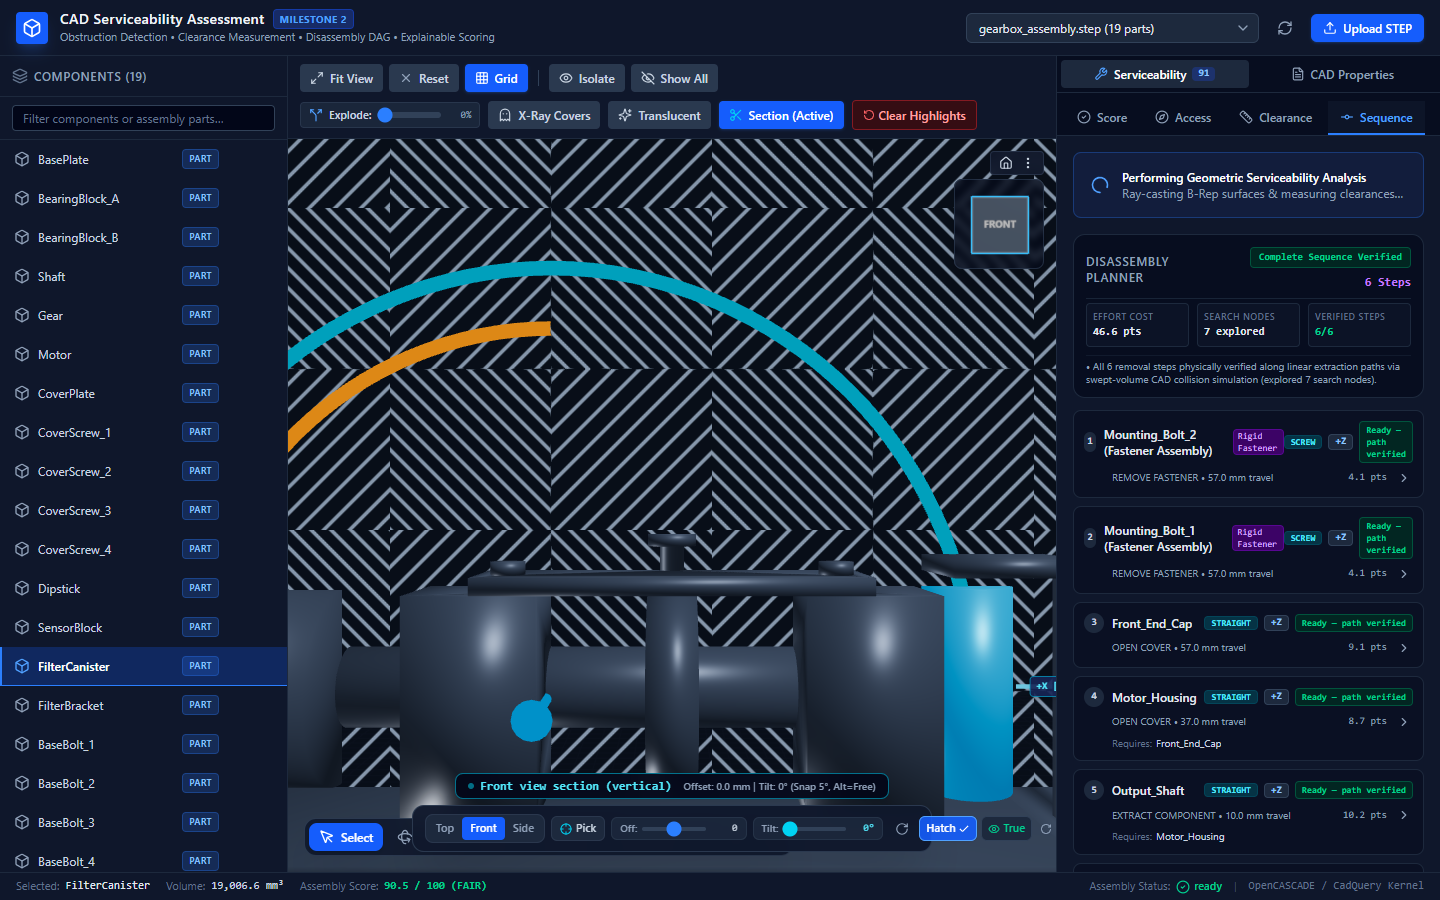 CAD Serviceability Assessment
MILESTONE 2
Obstruction Detection • Clearance Measurement • Disassembly DAG • Explainable Scoring
gearbox_assembly.step (19 parts)
Upload STEP
COMPONENTS (19)
Filter components or assembly parts...
BasePlate PART
BearingBlock_A PART
BearingBlock_B PART
Shaft PART
Gear PART
Motor PART
CoverPlate PART
CoverScrew_1 PART
CoverScrew_2 PART
CoverScrew_3 PART
CoverScrew_4 PART
Dipstick PART
SensorBlock PART
FilterCanister PART
FilterBracket PART
BaseBolt_1 PART
BaseBolt_2 PART
BaseBolt_3 PART
BaseBolt_4 PART
Fit View
Reset
Grid
Isolate
Show All
Explode: 0%
X-Ray Covers
Translucent
Section (Active)
Clear Highlights
FRONT
+X
Front view section (vertical) Offset: 0.0 mm | Tilt: 0° (Snap 5°, Alt=Free)
Select
Top Front Side
Pick
Off: 0
Tilt: 0°
Hatch ✓
True
Serviceability 91
CAD Properties
Score
Access
Clearance
Sequence
Performing Geometric Serviceability Analysis
Ray-casting B-Rep surfaces & measuring clearances...
DISASSEMBLY
PLANNER
Complete Sequence Verified
6 Steps
EFFORT COST
46.6 pts
SEARCH NODES
7 explored
VERIFIED STEPS
6/6
• All 6 removal steps physically verified along linear extraction paths via
swept-volume CAD collision simulation (explored 7 search nodes).
1
Mounting_Bolt_2
(Fastener Assembly)
Rigid
Fastener
SCREW
+Z
Ready –
path
verified
REMOVE FASTENER • 57.0 mm travel
4.1 pts
2
Mounting_Bolt_1
(Fastener Assembly)
Rigid
Fastener
SCREW
+Z
Ready –
path
verified
REMOVE FASTENER • 57.0 mm travel
4.1 pts
3
Front_End_Cap
STRAIGHT
+Z
Ready – path verified
OPEN COVER • 57.0 mm travel
9.1 pts
4
Motor_Housing
STRAIGHT
+Z
Ready – path verified
OPEN COVER • 37.0 mm travel
8.7 pts
Requires: Front_End_Cap
5
Output_Shaft
STRAIGHT
+Z
Ready – path verified
EXTRACT COMPONENT • 10.0 mm travel
10.2 pts
Requires: Motor_Housing
Selected: FilterCanister
Volume: 19,006.6 mm³
Assembly Score: 90.5 / 100 (FAIR)
Assembly Status: ready
|
OpenCASCADE / CadQuery Kernel